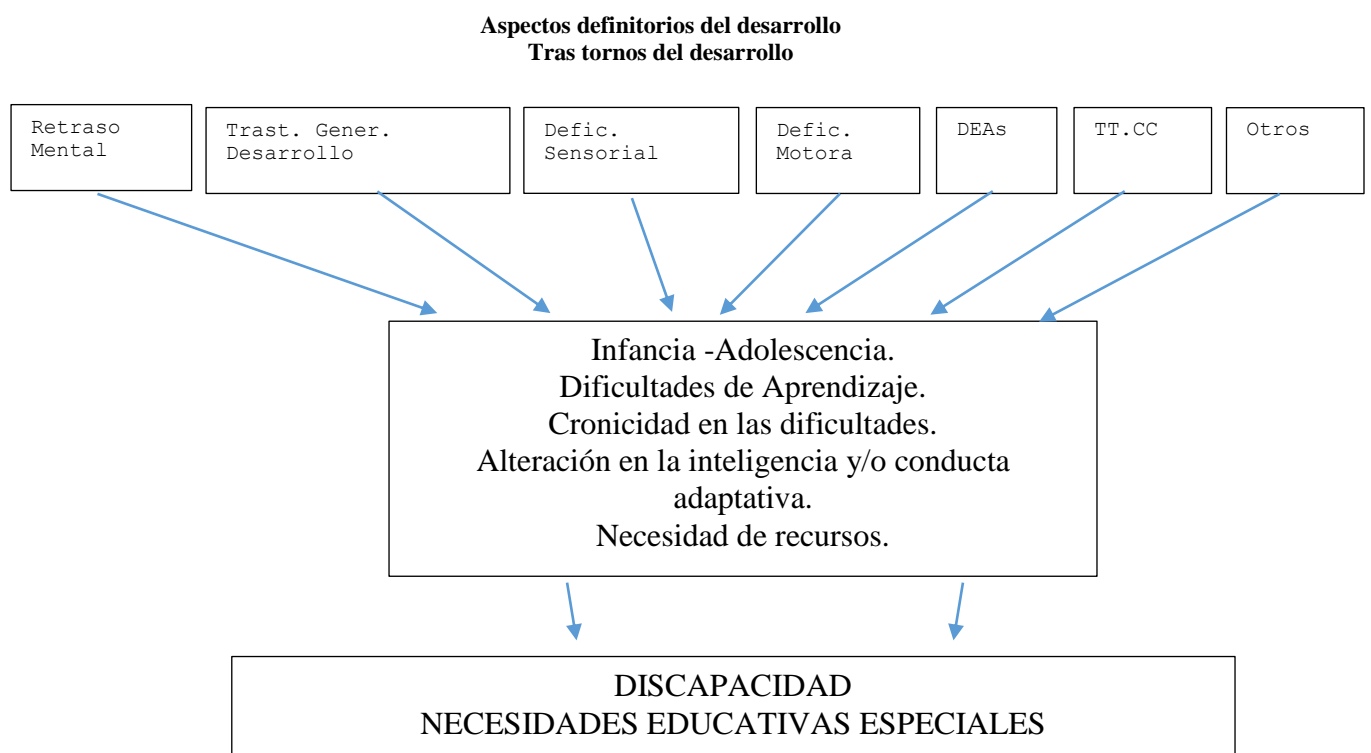 Aspectos definitorios del desarrollo
Tras tornos del desarrollo
Retraso
Mental
Trast. Gener.
Desarrollo
Defic.
Sensorial
Defic.
Motora
DEAs
TT.CC
Otros
Infancia -Adolescencia.
Dificultades de Aprendizaje.
Cronicidad en las dificultades.
Alteración en la inteligencia y/o conducta
adaptativa.
Necesidad de recursos.
DISCAPACIDAD
NECESIDADES EDUCATIVAS ESPECIALES